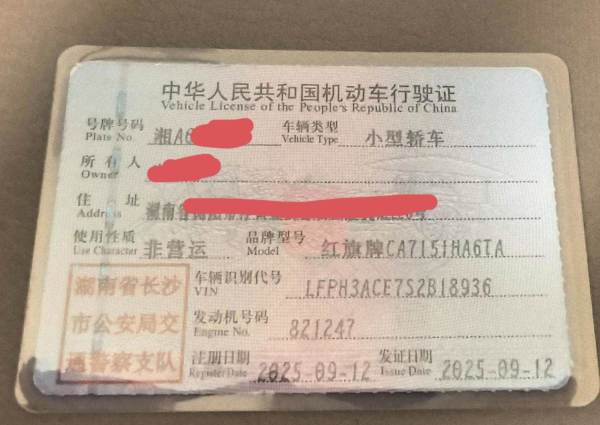 中华人民共和国机动车行驶证
Vehicle License of the People's Republic of China
号牌号码 湘A6 车辆类型 小型轿车
Plate No. Vehicle Type
所有人
Owner
住址 湖南省
Address
使用性质 非营运 品牌型号 红旗牌CA7151HA6TA
Use Character Model
湖南省长沙 车辆识别代号 LFPH3ACE7S2B18936
VIN
市公安局交 发动机号码 821247
Engine No.
通警察支队 注册日期 2025-09-12 发证日期 2025-09-12
Register Date Issue Date